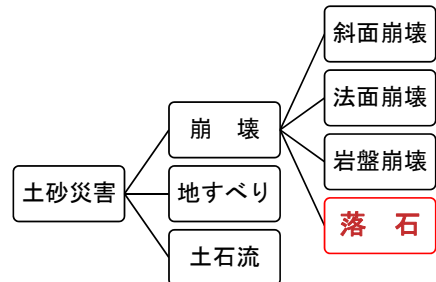 土砂災害
崩　壊
地すべり
土石流
斜面崩壊
法面崩壊
岩盤崩壊
落　石